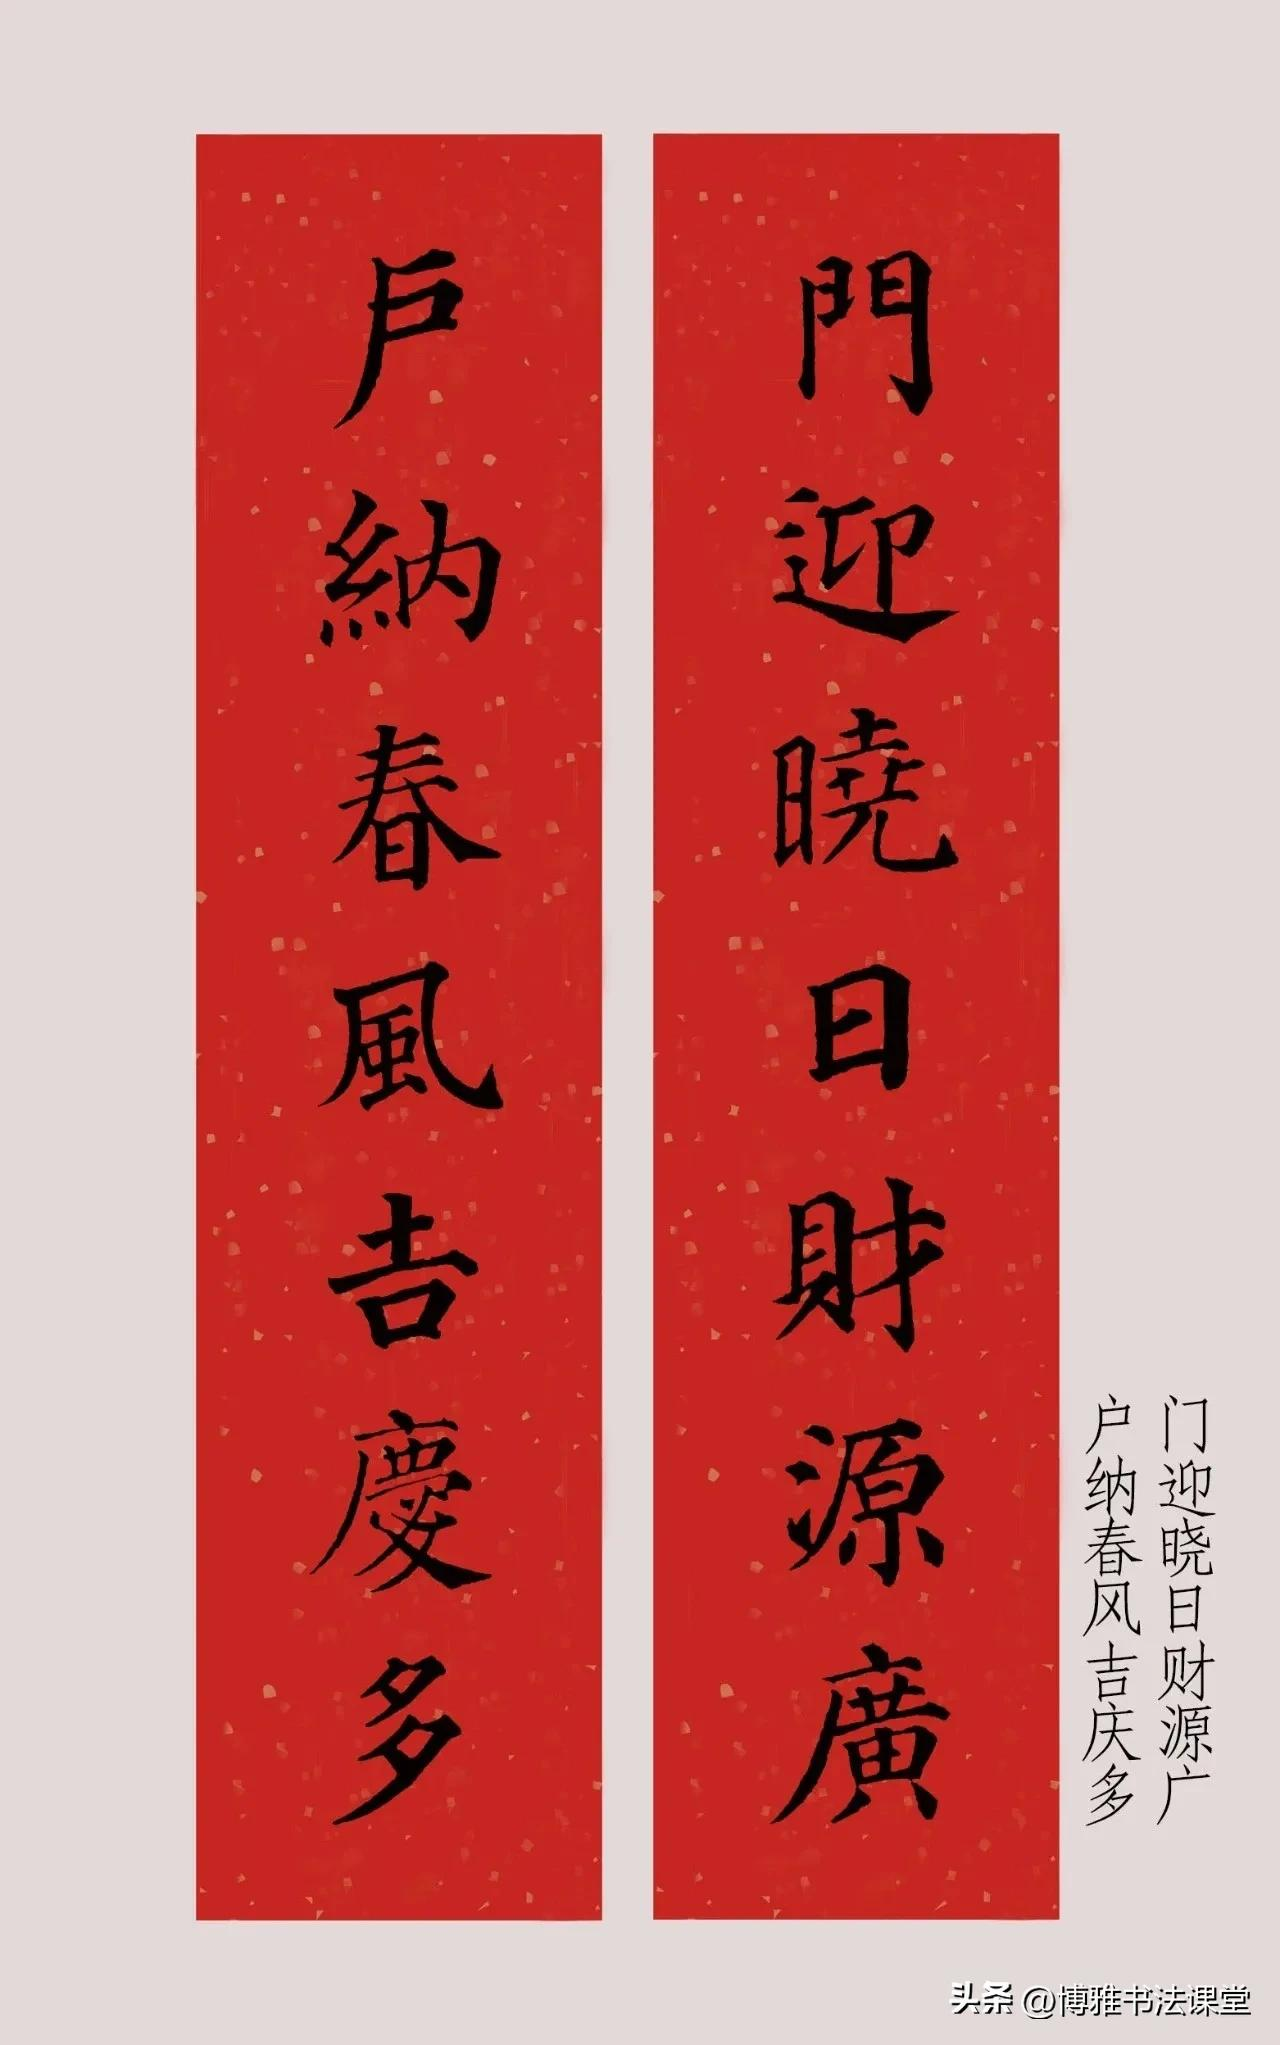 門迎曉日財源廣
戶納春風吉慶多
门迎晓日财源广
户纳春风吉庆多
头条 @博雅书法课堂